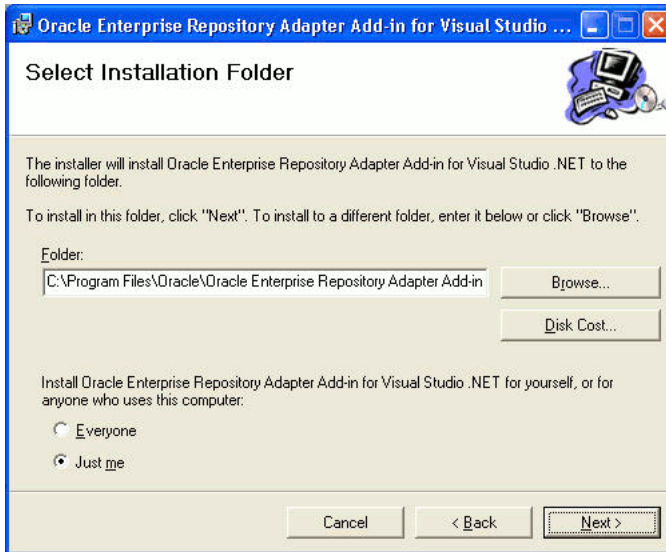 Oracle Enterprise Repository Adapter Add-in for Visual Studio ...
Select Installation Folder
The installer will install Oracle Enterprise Repository Adapter Add-in for Visual Studio .NET to the
following folder.
To install in this folder, click "Next". To install to a different folder, enter it below or click "Browse".
Folder:
C:\Program Files\Oracle\Oracle Enterprise Repository Adapter Add-in
Browse...
Disk Cost...
Install Oracle Enterprise Repository Adapter Add-in for Visual Studio .NET for yourself, or for
anyone who uses this computer:
Everyone
Just me
Cancel
< Back
Next >